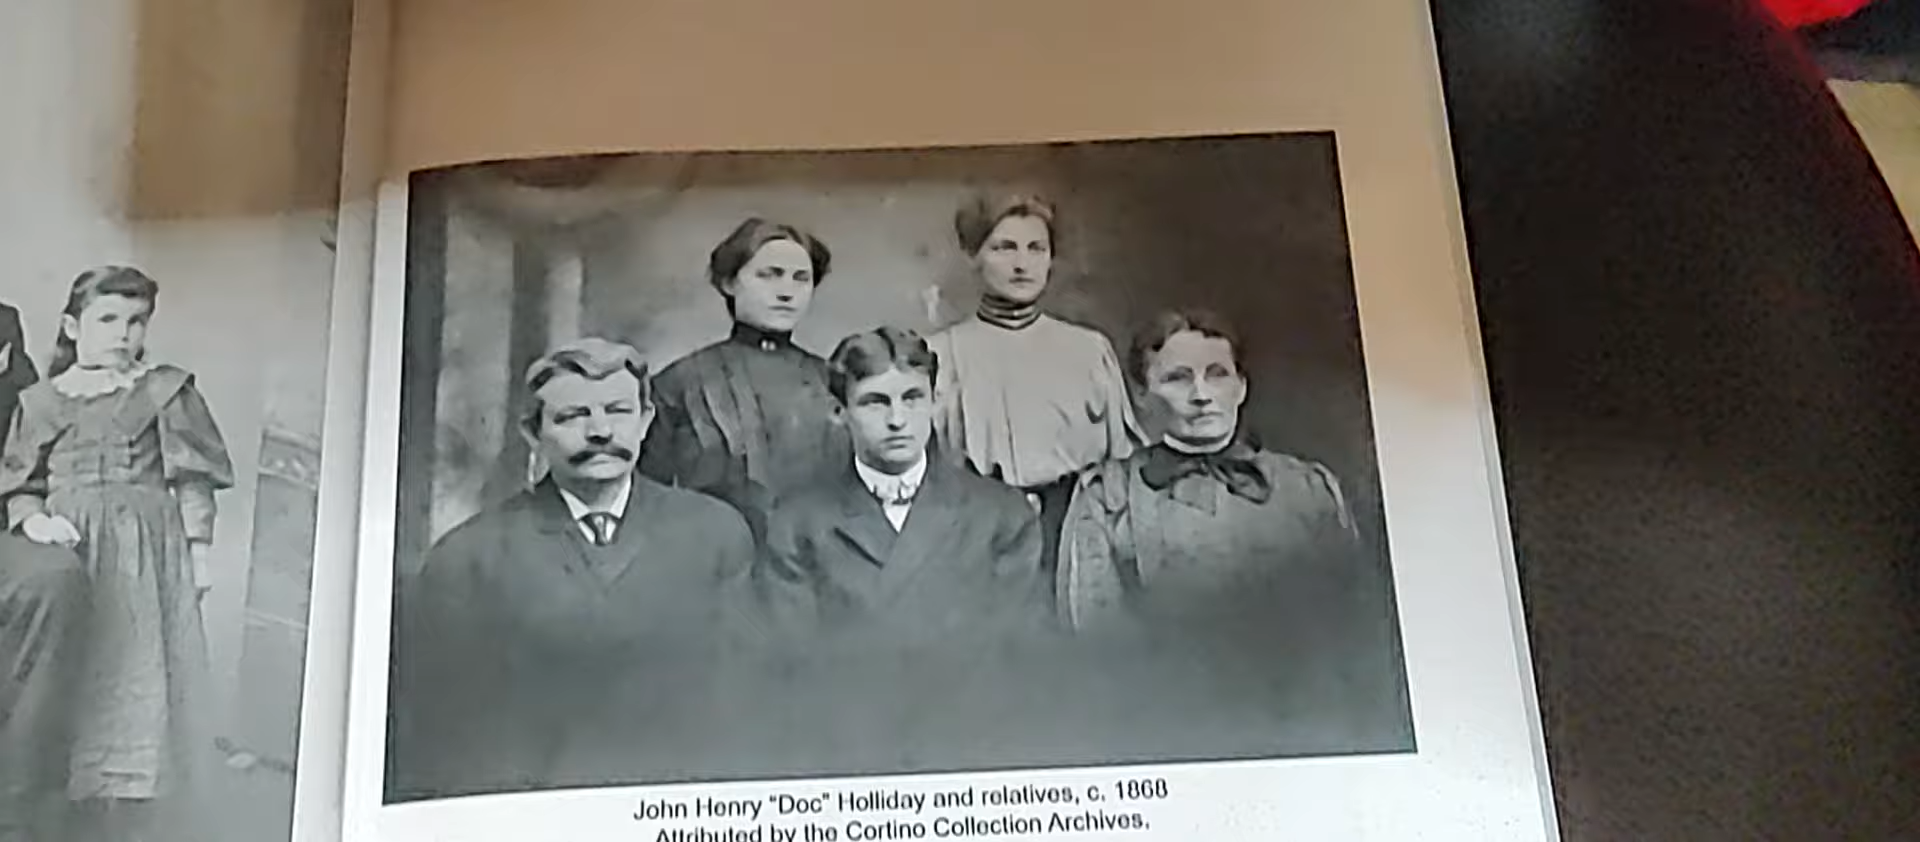 John Henry “Doc” Holliday and relatives, c. 1868
Attributed by the Cortino Collection Archives.